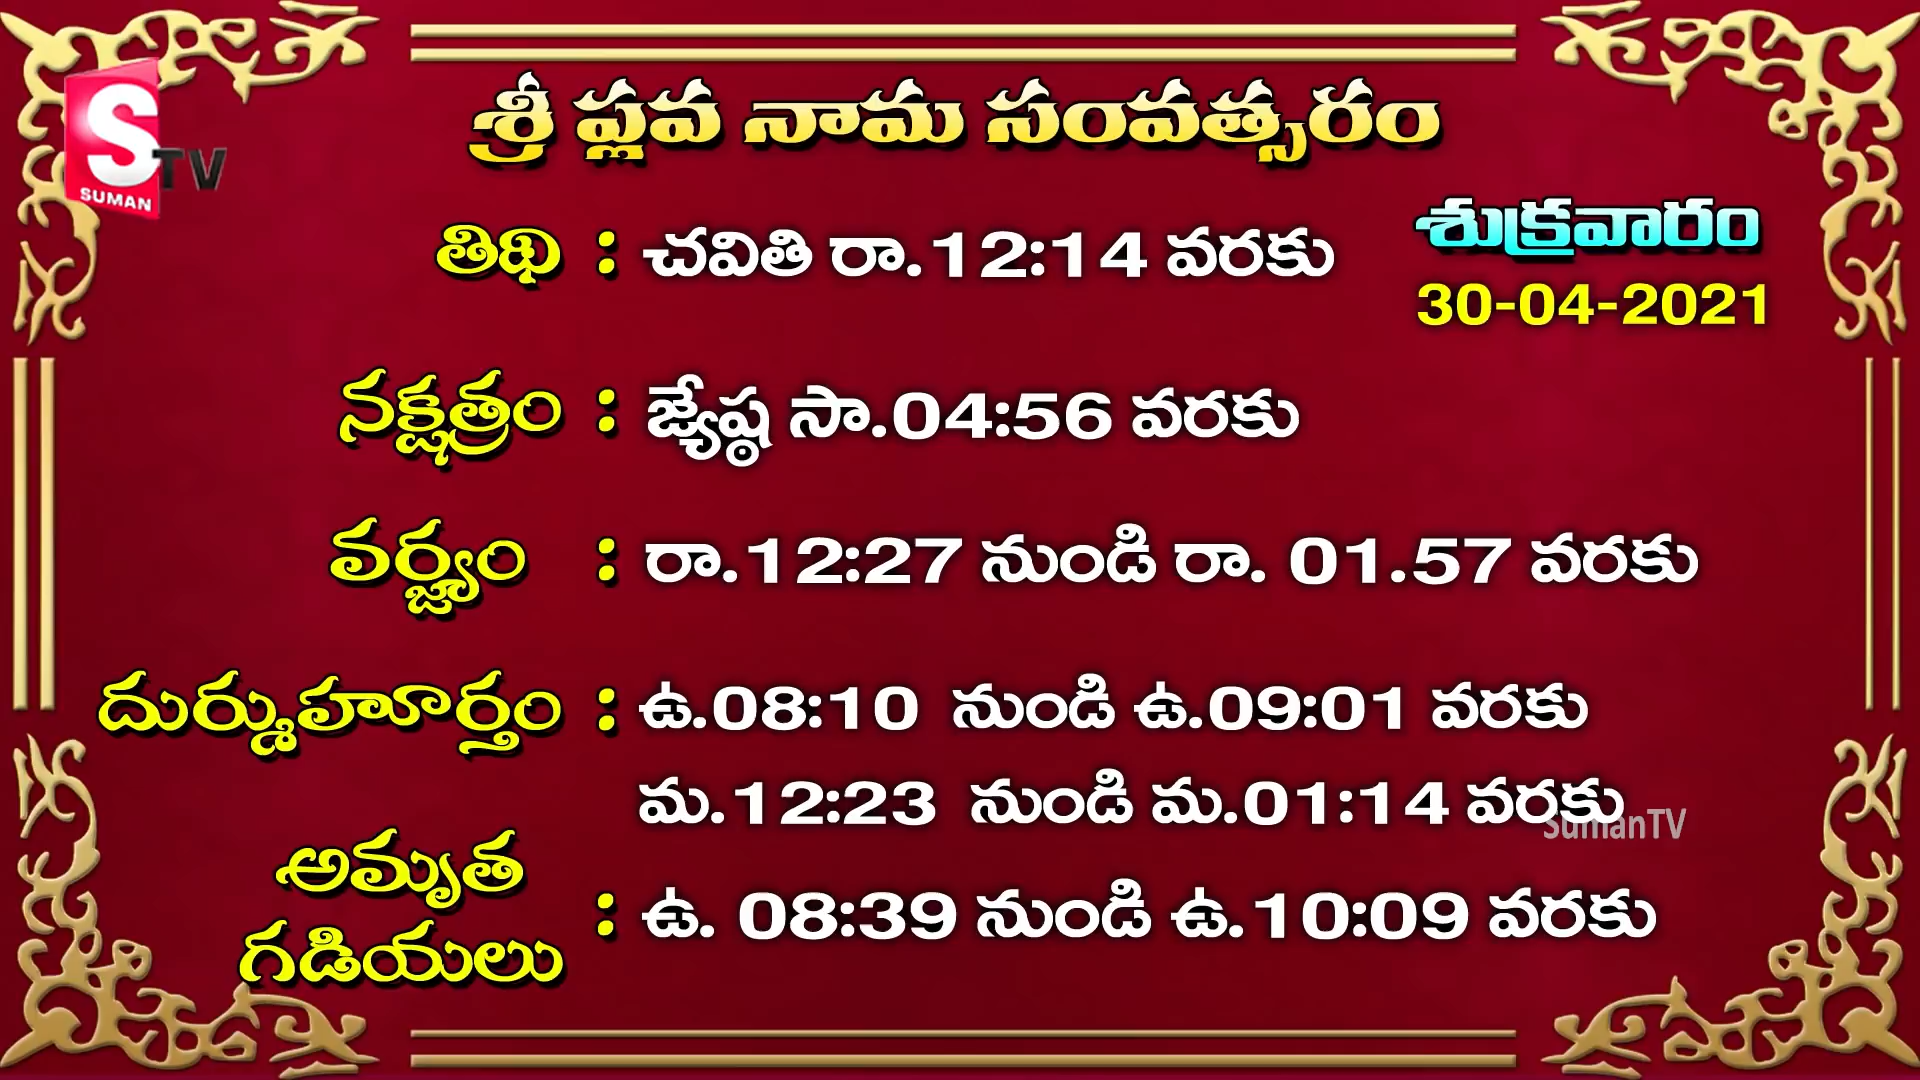 S
TV
SUMAN
శ్రీ ప్లవ నామ సంవత్సరం
శుక్రవారం
30-04-2021
తిథి : చవితి రా.12:14 వరకు
నక్షత్రం : జ్యేష్ఠ సా.04:56 వరకు
వర్జ్యం : రా.12:27 నుండి రా. 01.57 వరకు
దుర్ముహూర్తం : ఉ.08:10 నుండి ఉ.09:01 వరకు
మ.12:23 నుండి మ.01:14 వరకు
SumanTV
అమృత
గడియలు : ఉ. 08:39 నుండి ఉ.10:09 వరకు